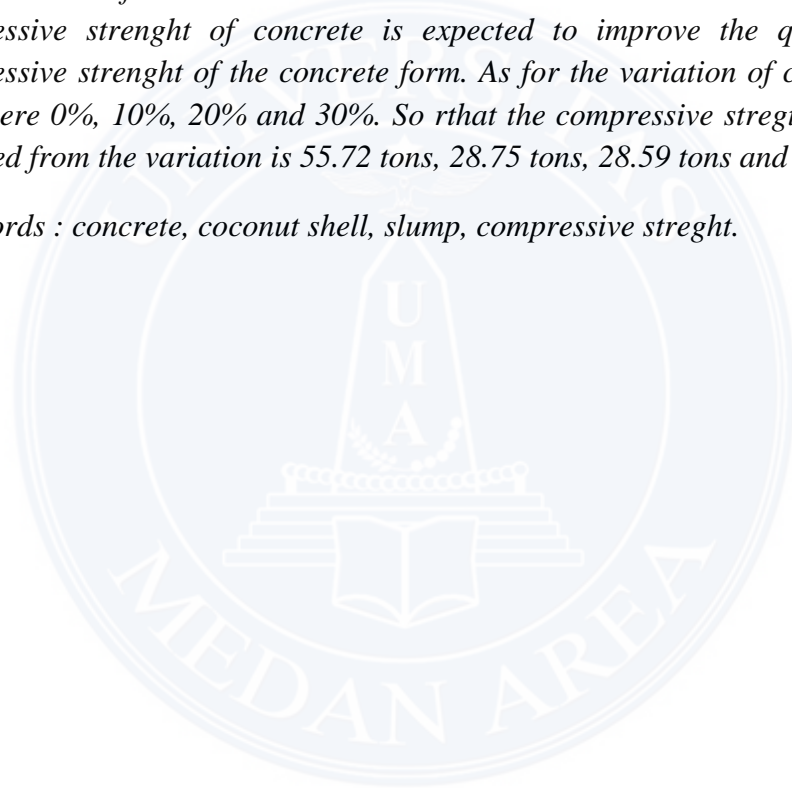 essive strenght of concrete is expected to improve the q
essive strenght of the concrete form. As for the variation of c
ere 0%, 10%, 20% and 30%. So rthat the compressive stregt
ed from the variation is 55.72 tons, 28.75 tons, 28.59 tons and
ords : concrete, coconut shell, slump, compressive streght.
UNIVERSITAS
U
M
A
MEDAN AREA